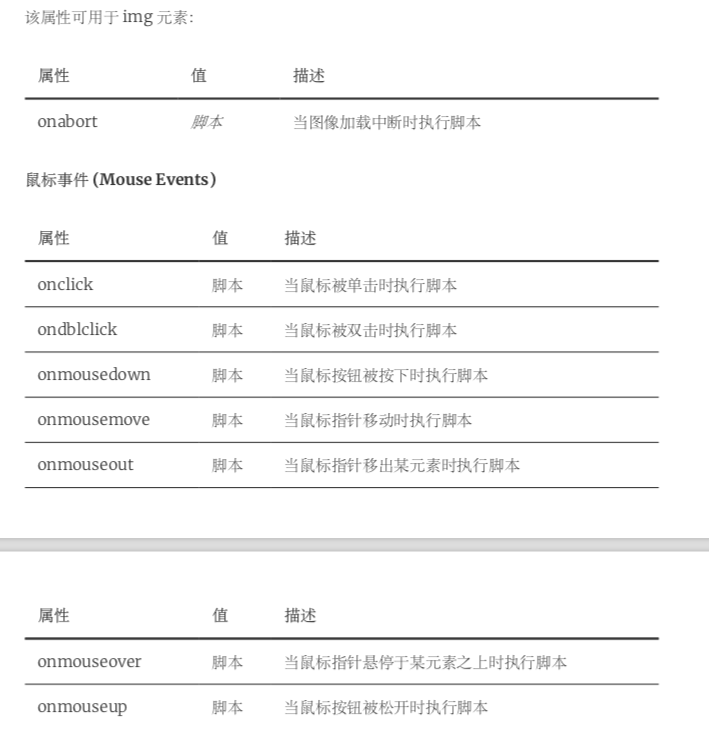 该属性可用于 img 元素：
属性 值 描述
onabort 脚本 当图像加载中断时执行脚本
鼠标事件 (Mouse Events)
属性 值 描述
onclick 脚本 当鼠标被单击时执行脚本
ondblclick 脚本 当鼠标被双击时执行脚本
onmousedown 脚本 当鼠标按钮被按下时执行脚本
onmousemove 脚本 当鼠标指针移动时执行脚本
onmouseout 脚本 当鼠标指针移出某元素时执行脚本
属性 值 描述
onmouseover 脚本 当鼠标指针悬停于某元素之上时执行脚本
onmouseup 脚本 当鼠标按钮被松开时执行脚本